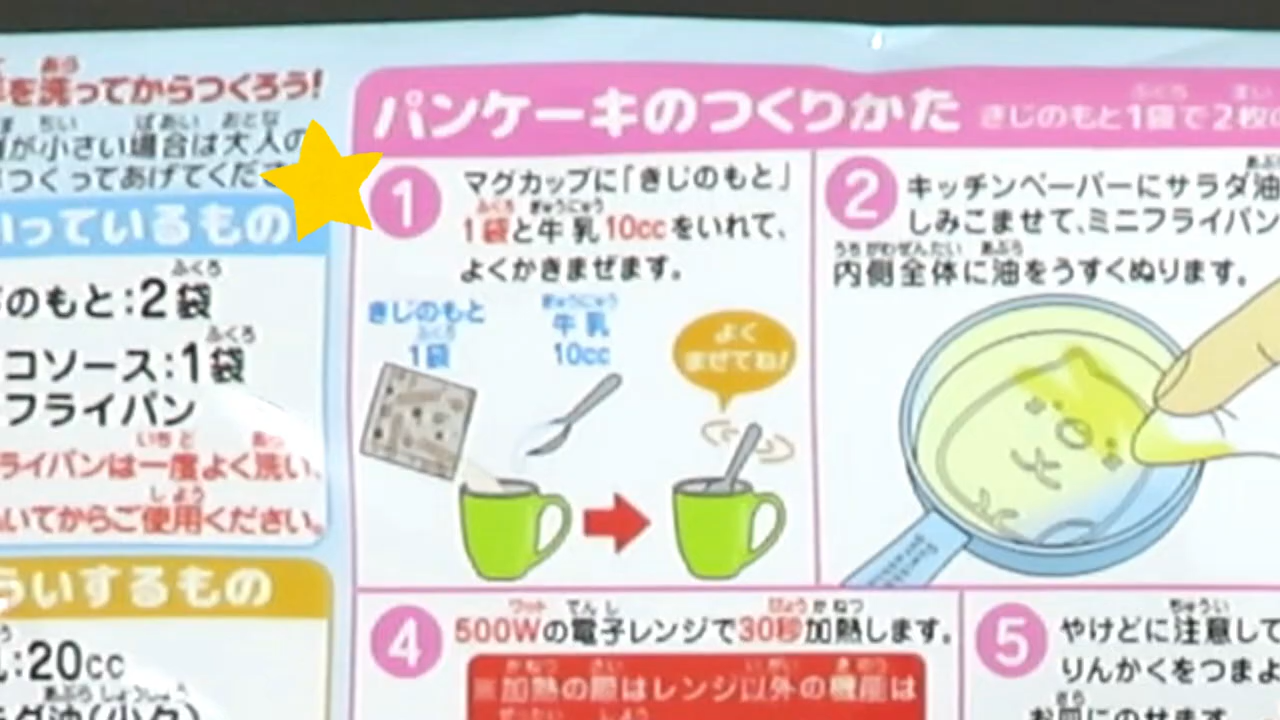 を洗ってからつくろう!
が小さい場合は大人の
つくってあげてくださ
いっているもの
のもと:2袋
コソース:1袋
フライパン
ライパンは一度よく洗い、
いてからご使用ください。
ういするもの
:20cc
パンケーキのつくりかた きじのもと1袋で2枚
1 マグカップに「きじのもと」
1袋と牛乳10ccをいれて、
よくかきまぜます。
きじのもと
1袋
牛乳
10cc
よく
まぜてね!
2 キッチンペーパーにサラダ油
しみこませて、ミニフライパン
内側全体に油をうすくぬります。
4 500Wの電子レンジで30秒加熱します。
※加熱の際はレンジ以外の機能は
5 やけどに注意して
りんかくをつまよ
お皿にのせます。